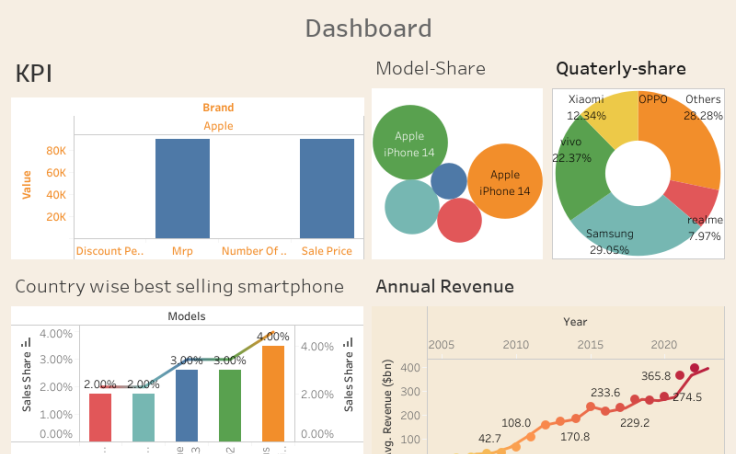 Dashboard
KPI
Brand
Apple
Value
80K
60K
40K
20K
Discount Pe..
Mrp
Number Of ..
Sale Price
Model-Share
Apple
iPhone 14
Apple
iPhone 14
Quaterly-share
Xiaomi
12.34%
OPPO
Others
28.28%
vivo
22.37%
realme
7.97%
Samsung
29.05%
Country wise best selling smartphone
Models
Sales Share
4.00%
3.00%
2.00%
1.00%
0.00%
2.00%
2.00%
3.00%
3.00%
4.00%
4.00%
2.00%
0.00%
Sales Share
Annual Revenue
Year
2005
2010
2015
2020
Avg. Revenue ($bn)
400
300
200
100
42.7
108.0
170.8
233.6
229.2
365.8
274.5